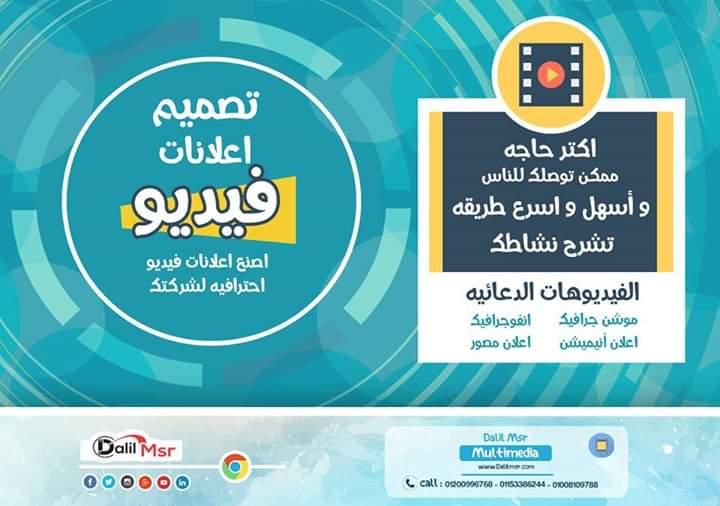 تصميم
اعلانات
فيديو
اصنع اعلانات فيديو
احترافيه لشركتك
اكتر حاجه
ممكن توصلك للناس
و أسهل و اسرع طريقه
تشرح نشاطك
الفيديوهات الدعائيه
موشن جرافيك انفوجرافيك
اعلان أنيميشن اعلان مصور
Dalil Msr
Dalil Msr
Multimedia
www.Dalilmsr.com
call : 01200996768 - 01153386244 - 01008109788